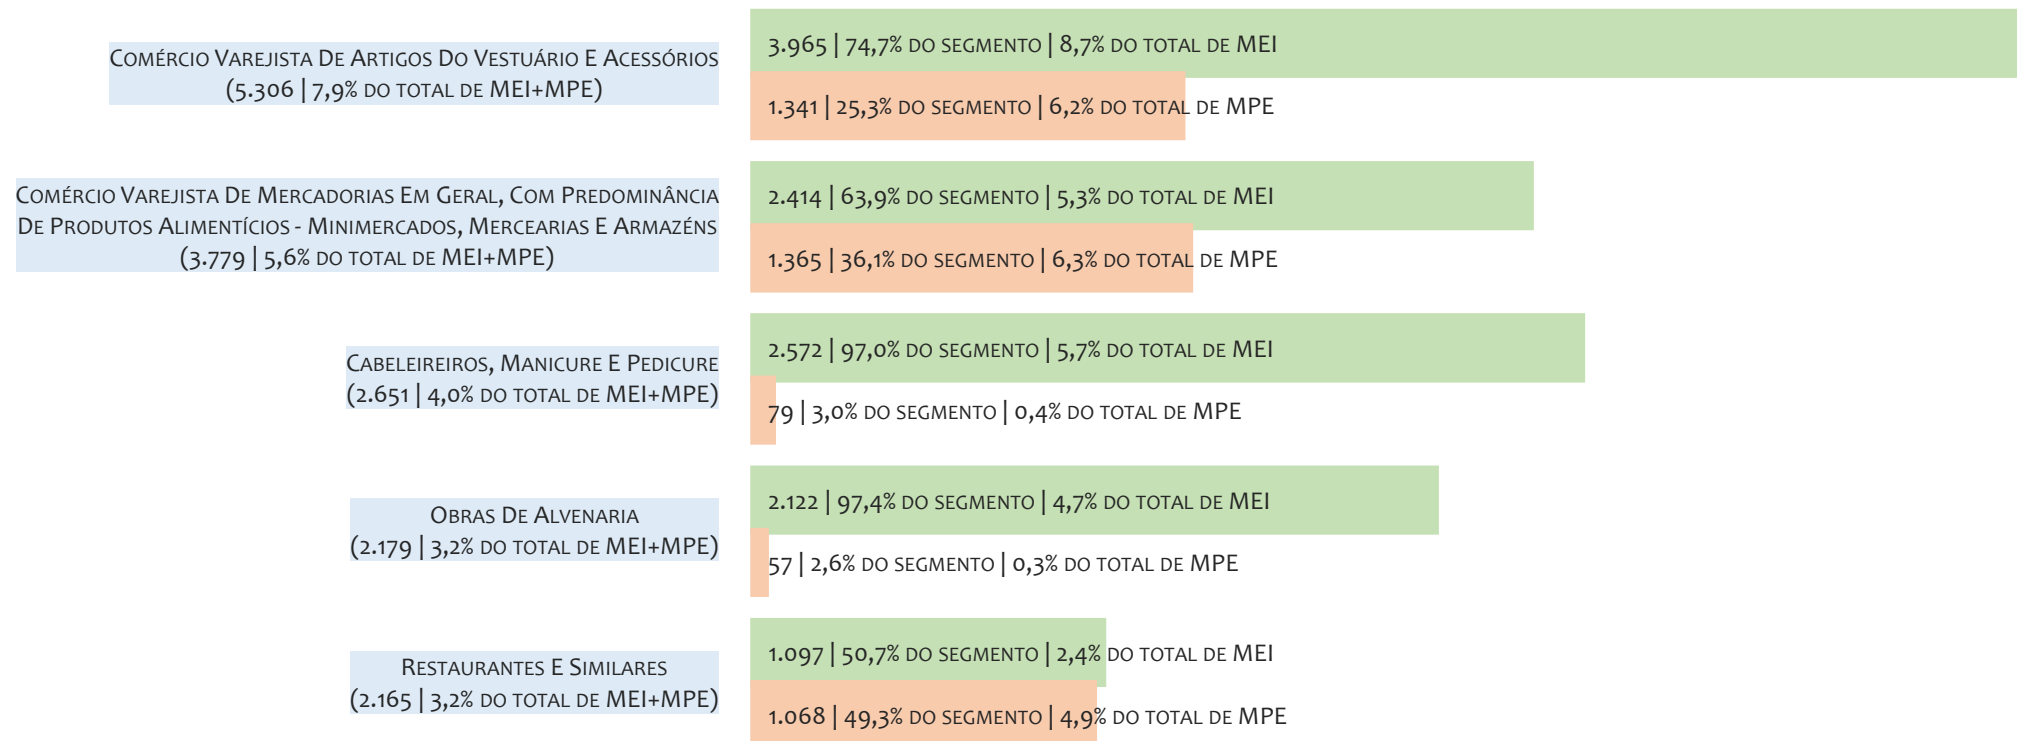 Comércio Varejista De Artigos Do Vestuário E Acessórios
(5.306 | 7,9% do total de MEI+MPE)
3.965 | 74,7% do segmento | 8,7% do total de MEI
1.341 | 25,3% do segmento | 6,2% do total de MPE
Comércio Varejista De Mercadorias Em Geral, Com Predominância
De Produtos Alimentícios - Minimercados, Mercearias E Armazéns
(3.779 | 5,6% do total de MEI+MPE)
2.414 | 63,9% do segmento | 5,3% do total de MEI
1.365 | 36,1% do segmento | 6,3% do total de MPE
Cabeleireiros, Manicure E Pedicure
(2.651 | 4,0% do total de MEI+MPE)
2.572 | 97,0% do segmento | 5,7% do total de MEI
79 | 3,0% do segmento | 0,4% do total de MPE
Obras De Alvenaria
(2.179 | 3,2% do total de MEI+MPE)
2.122 | 97,4% do segmento | 4,7% do total de MEI
57 | 2,6% do segmento | 0,3% do total de MPE
Restaurantes E Similares
(2.165 | 3,2% do total de MEI+MPE)
1.097 | 50,7% do segmento | 2,4% do total de MEI
1.068 | 49,3% do segmento | 4,9% do total de MPE